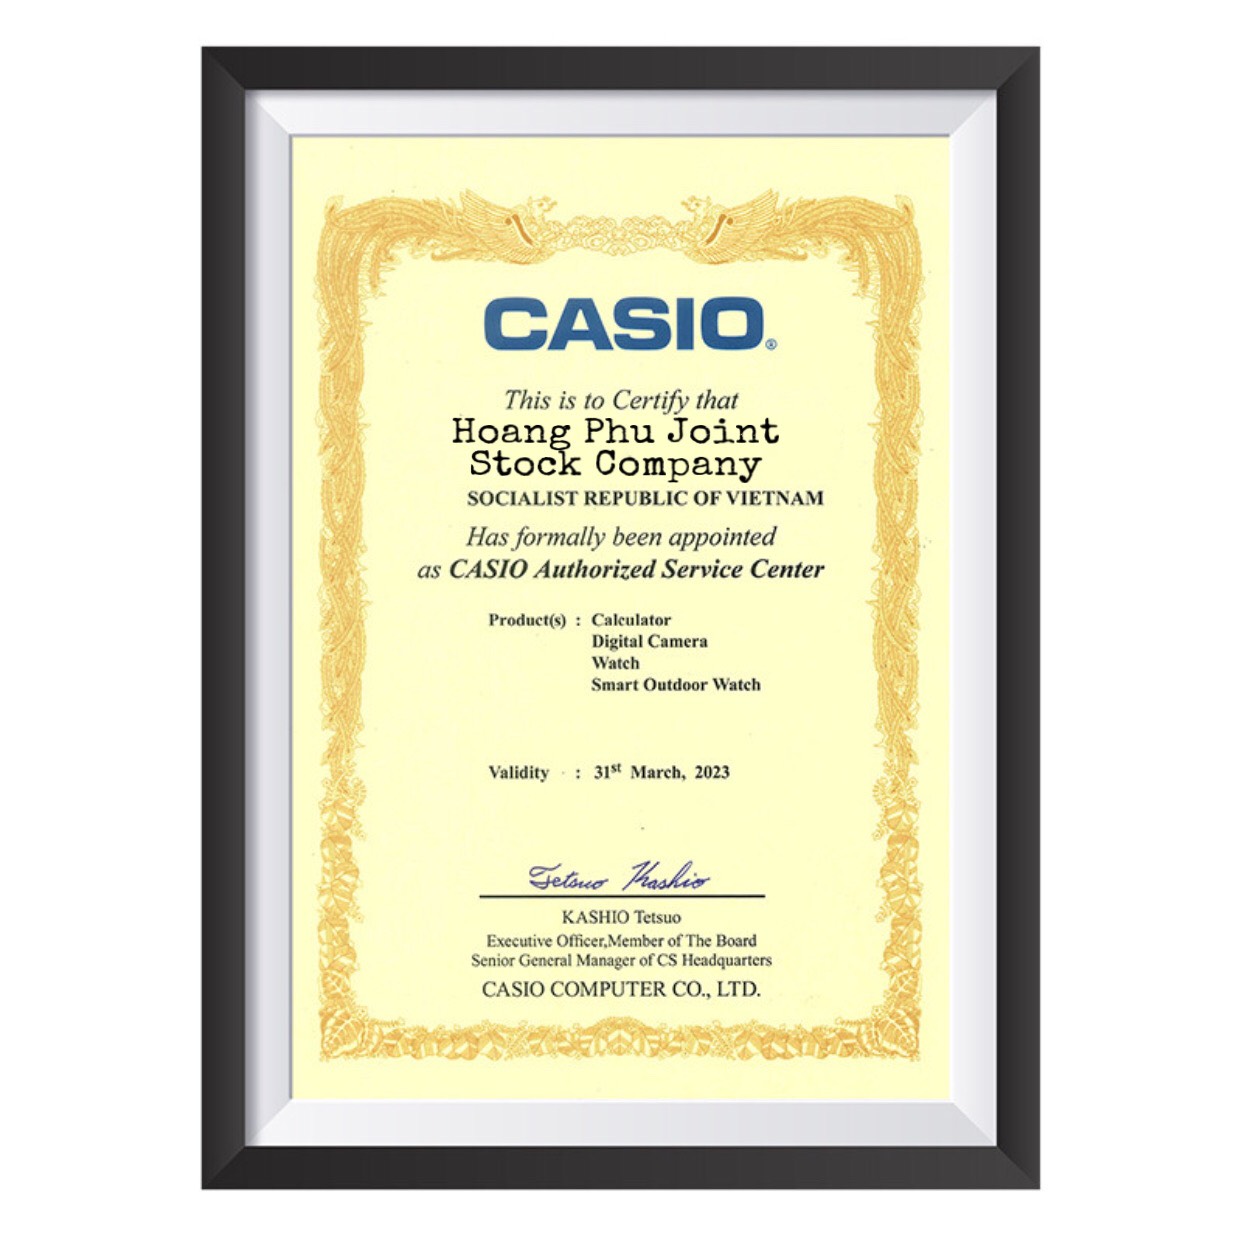 CASIO®
This is to Certify that
Hoang Phu Joint
Stock Company
SOCIALIST REPUBLIC OF VIETNAM
Has formally been appointed
as CASIO Authorized Service Center
Product(s) : Calculator
Digital Camera
Watch
Smart Outdoor Watch
Validity : 31st March, 2023
Tetsuo Kashio
KASHIO Tetsuo
Executive Officer,Member of The Board
Senior General Manager of CS Headquarters
CASIO COMPUTER CO., LTD.